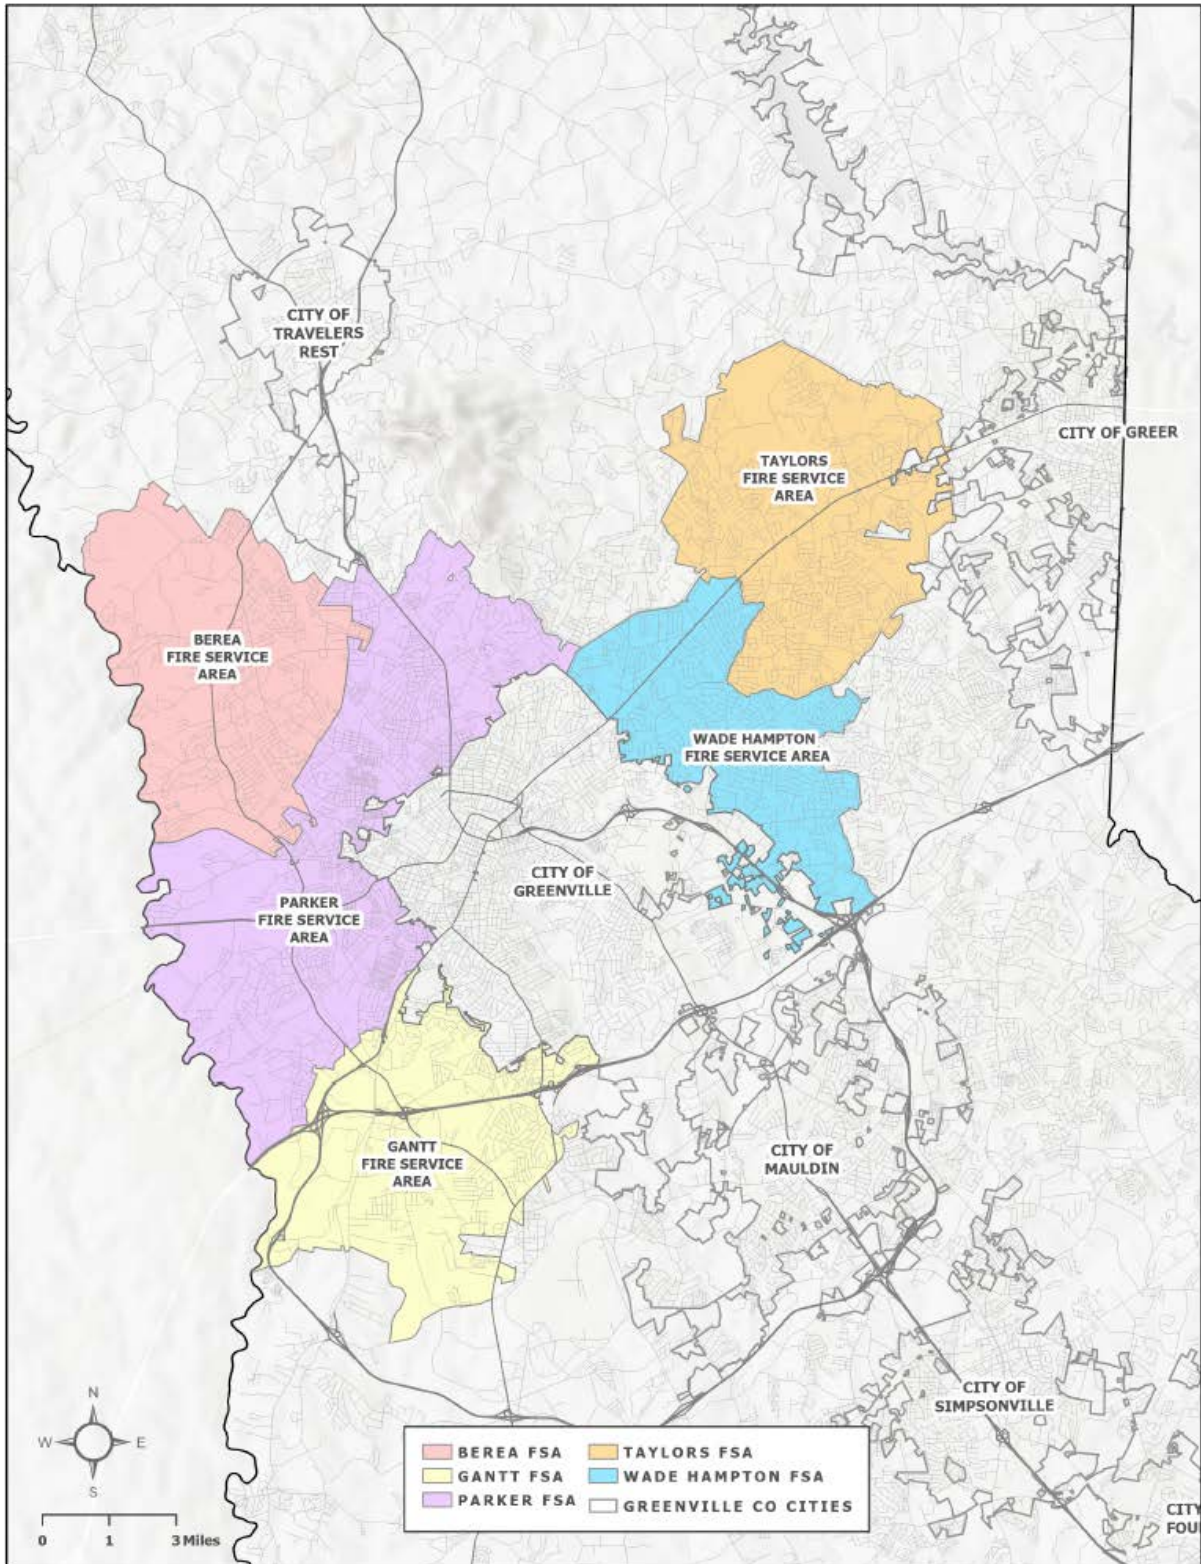 CITY OF
TRAVELERS
REST
CITY OF GREER
TAYLORS
FIRE SERVICE
AREA
BEREA
FIRE SERVICE
AREA
WADE HAMPTON
FIRE SERVICE AREA
CITY OF
GREENVILLE
PARKER
FIRE SERVICE
AREA
GANTT
FIRE SERVICE
AREA
CITY OF
MAULDIN
CITY OF
SIMPSONVILLE
CITY
FOU
N
W E
S
0 1 3 Miles
BEREA FSA
GANTT FSA
PARKER FSA
TAYLORS FSA
WADE HAMPTON FSA
GREENVILLE CO CITIES